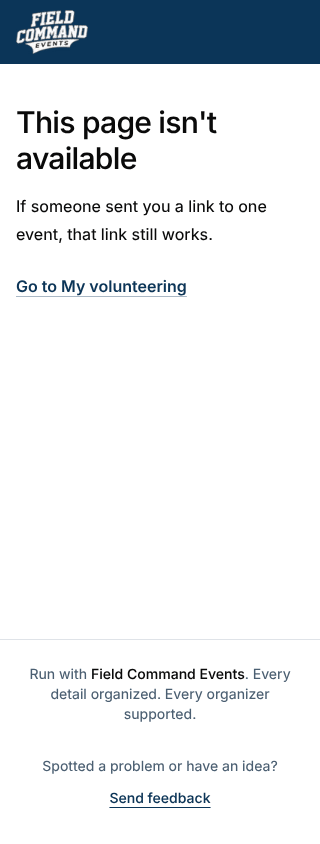 FIELD
COMMAND
EVENTS
This page isn't
available
If someone sent you a link to one
event, that link still works.
Go to My volunteering
Run with Field Command Events. Every
detail organized. Every organizer
supported.
Spotted a problem or have an idea?
Send feedback